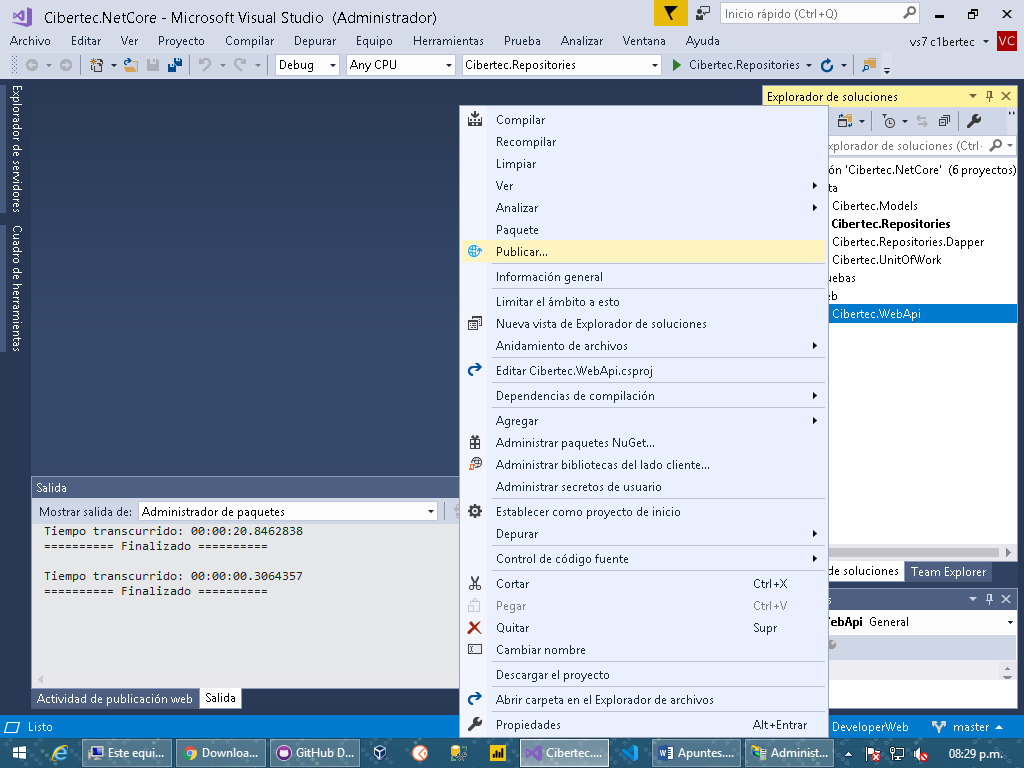 Cibertec.NetCore - Microsoft Visual Studio (Administrador)
Inicio rápido (Ctrl+Q)
Archivo Editar Ver Proyecto Compilar Depurar Equipo Herramientas Prueba Analizar Ventana Ayuda
vs7 c1bertec VC
Debug Any CPU Cibertec.Repositories Cibertec.Repositories
Explorador de servidores
Cuadro de herramientas
Explorador de soluciones
xplorador de soluciones (Ctrl
ón 'Cibertec.NetCore' (6 proyectos)
ta
Cibertec.Models
Cibertec.Repositories
Cibertec.Repositories.Dapper
Cibertec.UnitOfWork
uebas
eb
Cibertec.WebApi
Compilar
Recompilar
Limpiar
Ver
Analizar
Paquete
Publicar...
Información general
Limitar el ámbito a esto
Nueva vista de Explorador de soluciones
Anidamiento de archivos
Editar Cibertec.WebApi.csproj
Dependencias de compilación
Agregar
Administrar paquetes NuGet...
Administrar bibliotecas del lado cliente...
Administrar secretos de usuario
Establecer como proyecto de inicio
Depurar
Control de código fuente
Cortar Ctrl+X
Pegar Ctrl+V
Quitar Supr
Cambiar nombre
Descargar el proyecto
Abrir carpeta en el Explorador de archivos
Propiedades Alt+Entrar
Salida
Mostrar salida de: Administrador de paquetes
Tiempo transcurrido: 00:00:20.8462838
========== Finalizado ==========
Tiempo transcurrido: 00:00:00.3064357
========== Finalizado ==========
Actividad de publicación web Salida
de soluciones Team Explorer
s
WebApi General
Listo
DeveloperWeb master
Este equi... Downloa... GitHub D... Cibertec.... Apuntes.... Administ...
08:29 p.m.